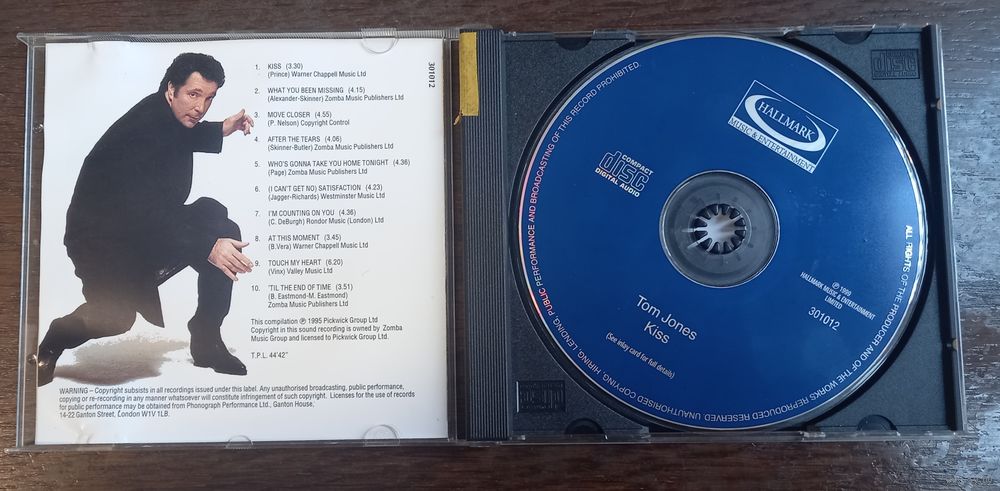 301012
1. KISS (3.30)
(Prince) Warner Chappell Music Ltd
2. WHAT YOU BEEN MISSING (4.15)
(Alexander-Skinner) Zomba Music Publishers Ltd
3. MOVE CLOSER (4.55)
(P. Nelson) Copyright Control
4. AFTER THE TEARS (4.06)
(Skinner-Butler) Zomba Music Publishers Ltd
5. WHO'S GONNA TAKE YOU HOME TONIGHT (4.36)
(Page) Zomba Music Publishers Ltd
6. (I CAN'T GET NO) SATISFACTION (4.23)
(Jagger-Richards) Westminster Music Ltd
7. I'M COUNTING ON YOU (4.36)
(C. DeBurgh) Rondor Music (London) Ltd
8. AT THIS MOMENT (3.45)
(B.Vera) Warner Chappell Music Ltd
9. TOUCH MY HEART (6.20)
(Vinx) Valley Music Ltd
10. 'TIL THE END OF TIME (3.51)
(B. Eastmond-M. Eastmond)
Zomba Music Publishers Ltd
This compilation ℗ 1995 Pickwick Group Ltd
Copyright in this sound recording is owned by Zomba
Music Group and licensed to Pickwick Group Ltd.
T.P.L. 44'42"
WARNING – Copyright subsists in all recordings issued under this label. Any unauthorised broadcasting, public performance,
copying or re-recording in any manner whatsoever will constitute infringement of such copyright. Licenses for the use of records
for public performance may be obtained from Phonograph Performance Ltd., Ganton House,
14-22 Ganton Street, London W1V 1LB.
HALLMARK
MUSIC & ENTERTAINMENT
COMPACT
disc
DIGITAL AUDIO
℗ 1990
HALLMARK MUSIC & ENTERTAINMENT
LIMITED
301012
Tom Jones
Kiss
(See inlay card for full details)
ALL RIGHTS OF THE PRODUCER AND OF THE WORKS REPRODUCED RESERVED. UNAUTHORISED COPYING, HIRING, LENDING, PUBLIC PERFORMANCE AND BROADCASTING OF THIS RECORD PROHIBITED.